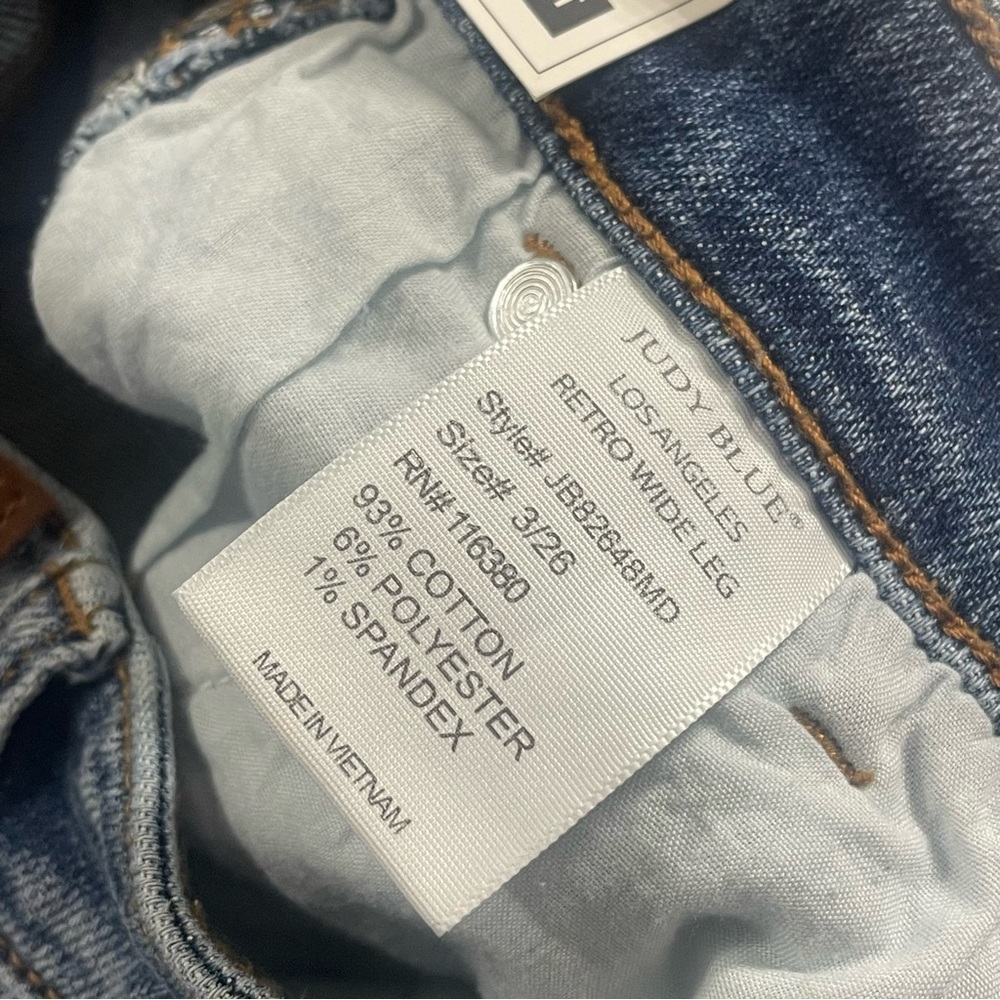 JUDY BLUE®
LOS ANGELES
RETRO WIDE LEG
Style# JB82648MD
Size# 3/26
RN# 116380
93% COTTON
6% POLYESTER
1% SPANDEX
MADE IN VIETNAM